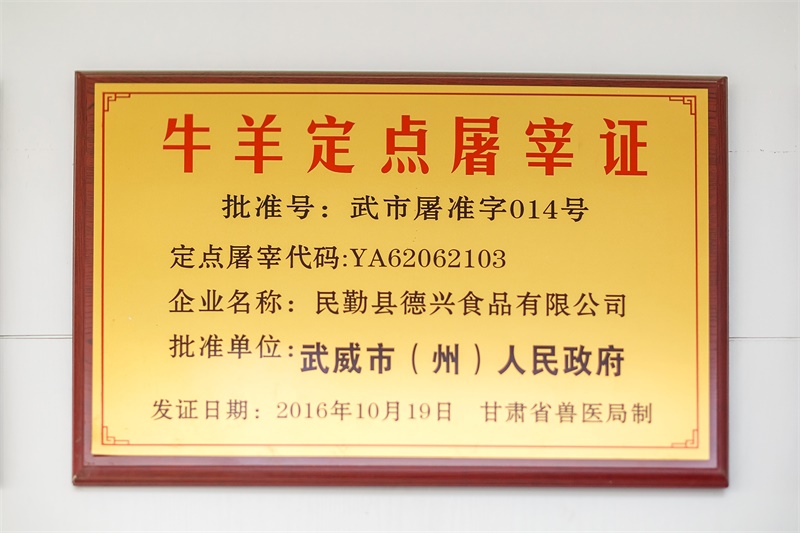 牛羊定点屠宰证
批准号：武市屠准字014号
定点屠宰代码:YA62062103
企业名称：民勤县德兴食品有限公司
批准单位:武威市（州）人民政府
发证日期：2016年10月19日 甘肃省兽医局制